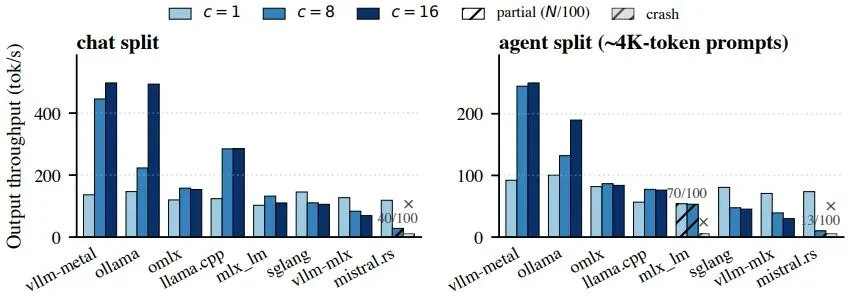 c = 1 c = 8 c = 16 partial (N/100) crash
chat split
agent split (~4K-token prompts)
Output throughput (tok/s)
400
200
0
40/100
×
vllm-metal
ollama
omlx
llama.cpp
mlx_lm
sglang
vllm-mlx
mistral.rs
200
100
0
70/100
×
13/100
×
vllm-metal
ollama
omlx
llama.cpp
mlx_lm
sglang
vllm-mlx
mistral.rs